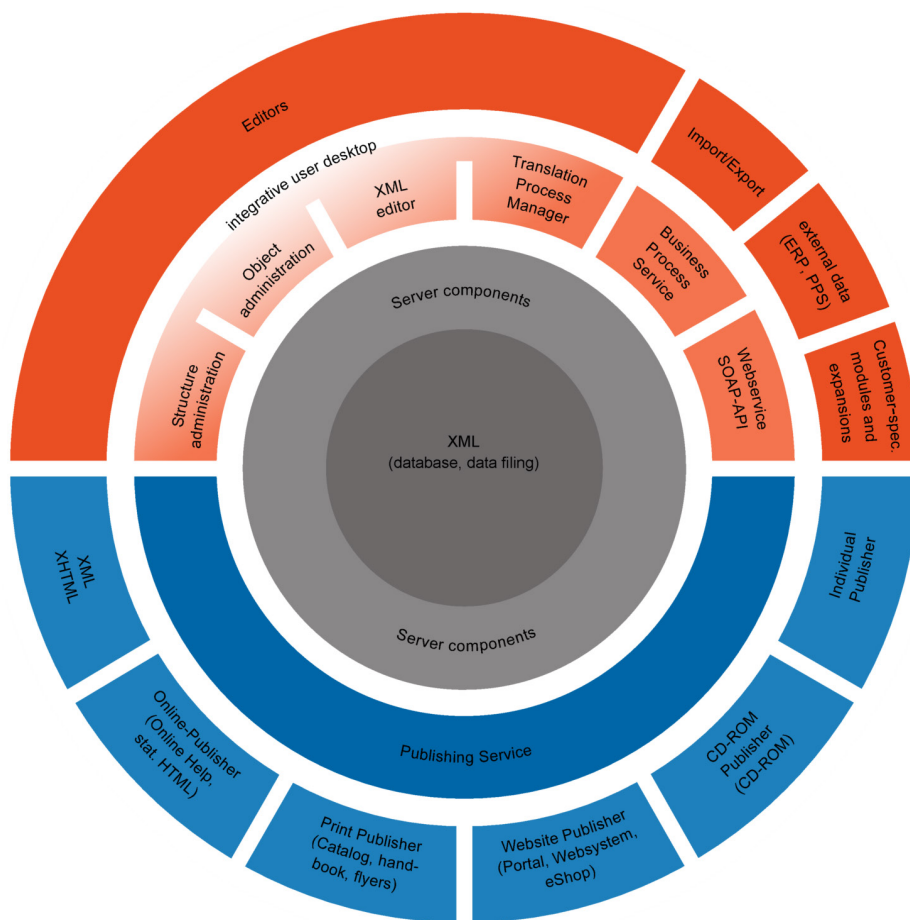 Editors
Import/Export
external data
(ERP , PPS)
Customer-spec.
modules and
expansions
integrative user desktop
Structure
administration
Object
administration
XML
editor
Translation
Process
Manager
Business
Process
Service
Webservice
SOAP-API
Server components
XML
(database, data filing)
Server components
Publishing Service
XML
XHTML
Online-Publisher
(Online Help,
stat. HTML)
Print Publisher
(Catalog, hand-
book, flyers)
Website Publisher
(Portal, Websystem,
eShop)
CD-ROM
Publisher
(CD-ROM)
Individual
Publisher